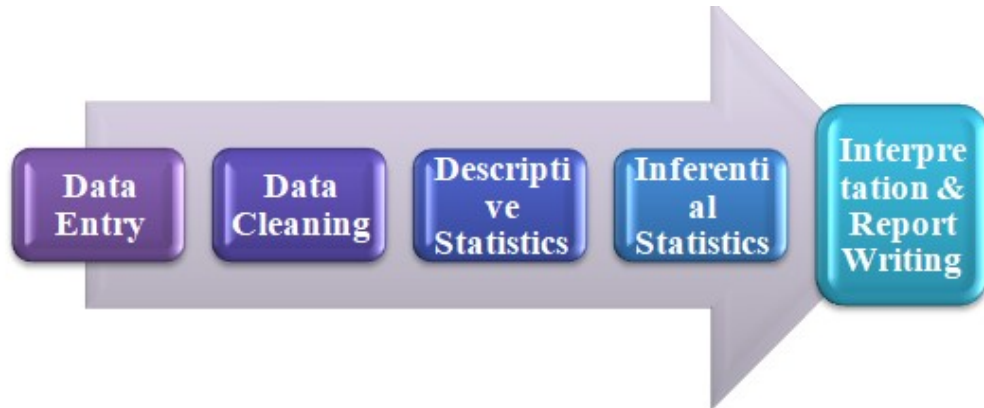 Data
Entry
Data
Cleaning
Descripti
ve
Statistics
Inferenti
al
Statistics
Interpre
tation &
Report
Writing